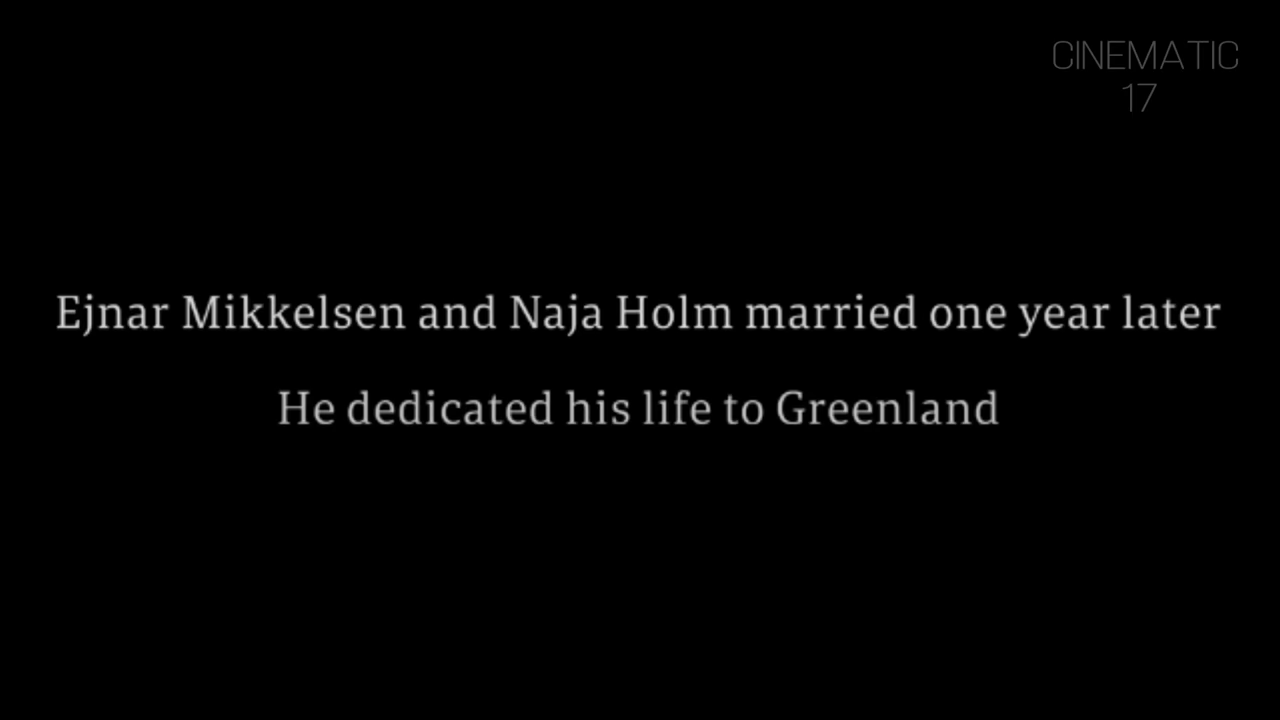 CINEMATIC
17
Ejnar Mikkelsen and Naja Holm married one year later
He dedicated his life to Greenland